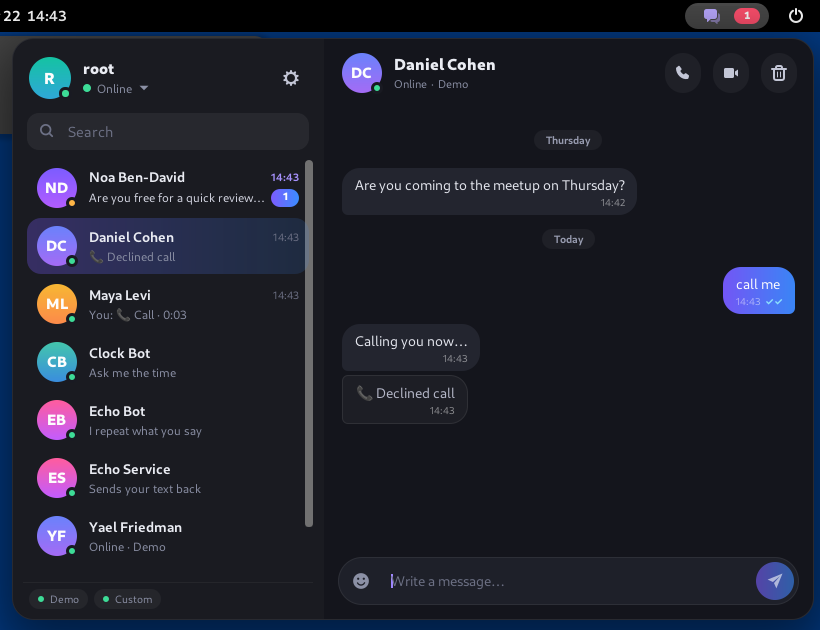 22 14:43
1
R
root
Online
Search
ND
Noa Ben-David
14:43
Are you free for a quick review…
1
DC
Daniel Cohen
14:43
Declined call
ML
Maya Levi
14:43
You: 📞 Call · 0:03
CB
Clock Bot
Ask me the time
EB
Echo Bot
I repeat what you say
ES
Echo Service
Sends your text back
YF
Yael Friedman
Online · Demo
Demo
Custom
DC
Daniel Cohen
Online · Demo
Thursday
Are you coming to the meetup on Thursday?
14:42
Today
call me
14:43
Calling you now…
14:43
Declined call
14:43
Write a message…